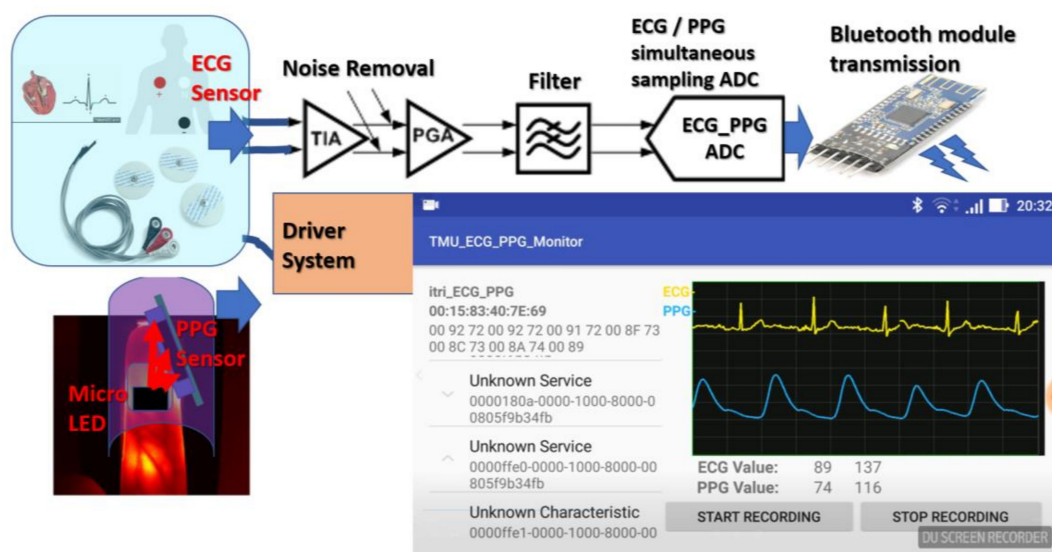 ECG
Sensor
Noise Removal
TIA
PGA
Filter
ECG / PPG
simultaneous
sampling ADC
ECG_PPG
ADC
Bluetooth module
transmission
Driver
System
PPG
Sensor
Micro
LED
20:32
TMU_ECG_PPG_Monitor
itri_ECG_PPG
00:15:83:40:7E:69
00 92 72 00 92 72 00 91 72 00 8F 73
00 8C 73 00 8A 74 00 89
Unknown Service
0000180a-0000-1000-8000-0
0805f9b34fb
Unknown Service
0000ffe0-0000-1000-8000-00
805f9b34fb
Unknown Characteristic
0000ffe1-0000-1000-8000-00
ECG-
PPG-
ECG Value: 89 137
PPG Value: 74 116
START RECORDING
STOP RECORDING
DU SCREEN RECORDER